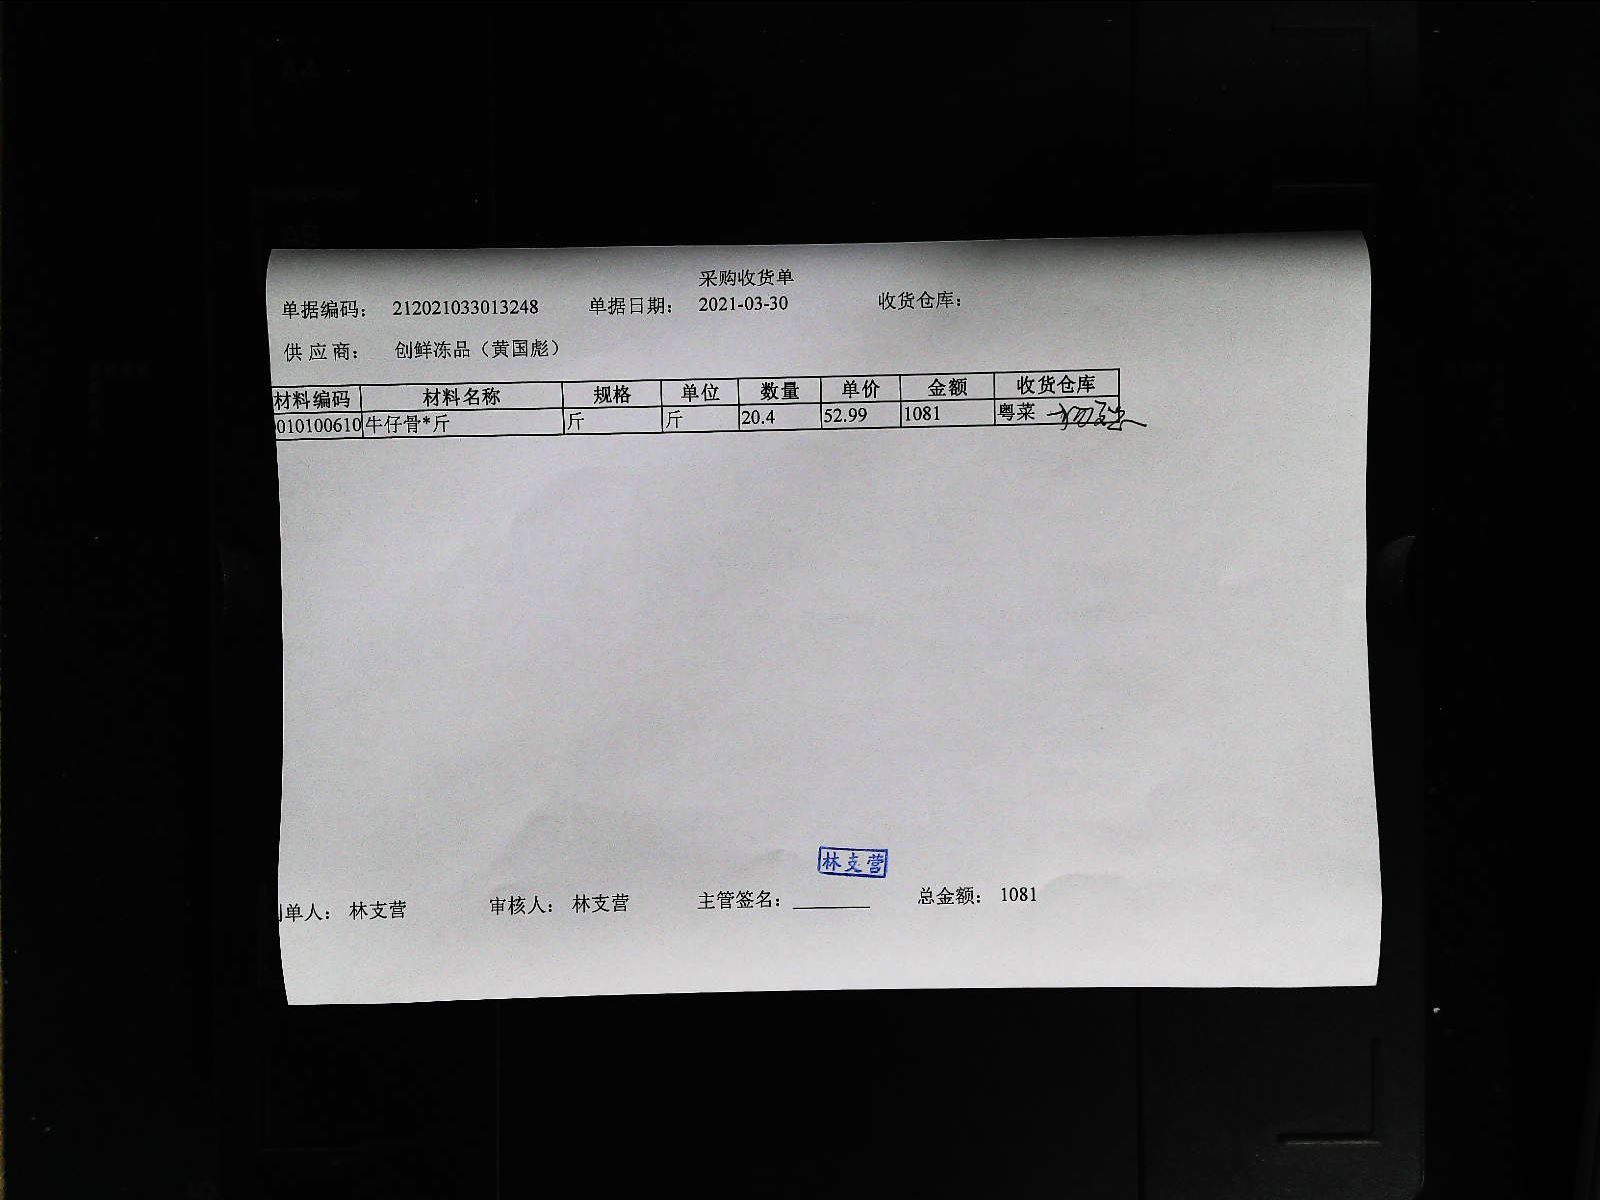 采购收货单
单据编码： 212021033013248 单据日期： 2021-03-30 收货仓库：
供应商： 创鲜冻品（黄国彪）
材料编码 材料名称 规格 单位 数量 单价 金额 收货仓库
010100610 牛仔骨*斤 斤 斤 20.4 52.99 1081 粤菜
林支营
单人： 林支营 审核人： 林支营 主管签名： 总金额： 1081